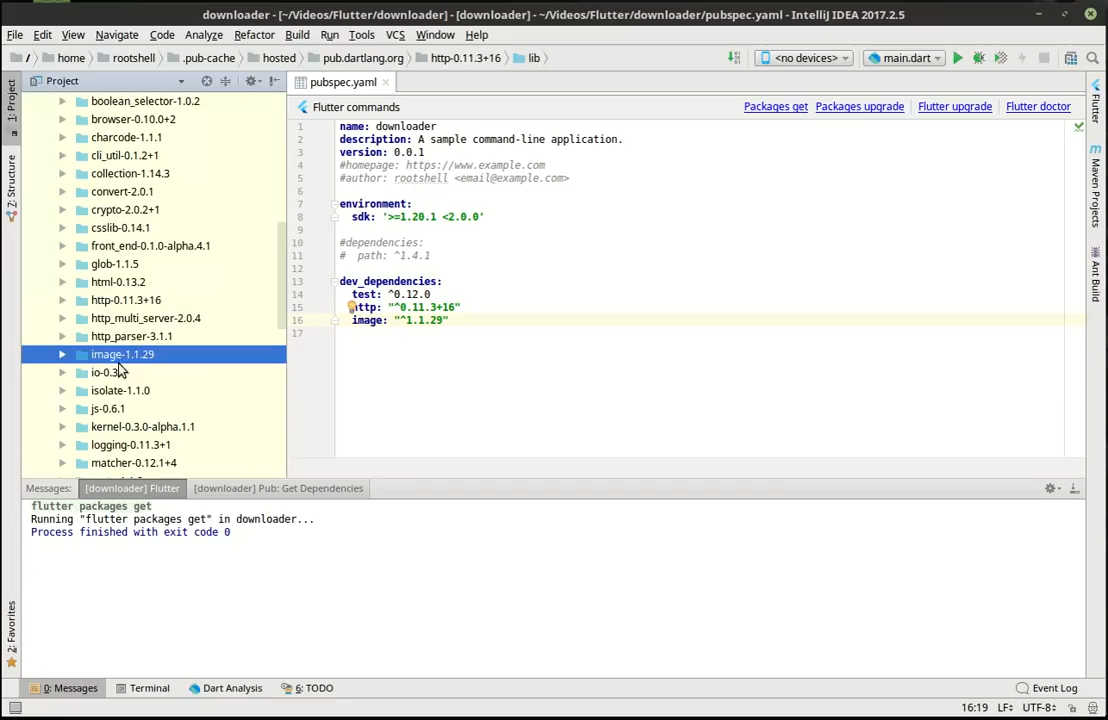 downloader - [~/Videos/Flutter/downloader] - [downloader] - ~/Videos/Flutter/downloader/pubspec.yaml - IntelliJ IDEA 2017.2.5
File Edit View Navigate Code Analyze Refactor Build Run Tools VCS Window Help
/ home rootshell .pub-cache hosted pub.dartlang.org http-0.11.3+16 lib <no devices> main.dart
1: Project
Z: Structure
2: Favorites
Project
boolean_selector-1.0.2
browser-0.10.0+2
charcode-1.1.1
cli_util-0.1.2+1
collection-1.14.3
convert-2.0.1
crypto-2.0.2+1
csslib-0.14.1
front_end-0.1.0-alpha.4.1
glob-1.1.5
html-0.13.2
http-0.11.3+16
http_multi_server-2.0.4
http_parser-3.1.1
image-1.1.29
io-0.3
isolate-1.1.0
js-0.6.1
kernel-0.3.0-alpha.1.1
logging-0.11.3+1
matcher-0.12.1+4
pubspec.yaml
Flutter commands Packages get Packages upgrade Flutter upgrade Flutter doctor
1 name: downloader
2 description: A sample command-line application.
3 version: 0.0.1
4 #homepage: https://www.example.com
5 #author: rootshell <email@example.com>
6
7 environment:
8 sdk: '>=1.20.1 <2.0.0'
9
10 #dependencies:
11 #  path: ^1.4.1
12
13 dev_dependencies:
14 test: ^0.12.0
15 http: "^0.11.3+16"
16 image: "^1.1.29"
17
Flutter
Maven Projects
Ant Build
Messages: [downloader] Flutter [downloader] Pub: Get Dependencies
flutter packages get
Running "flutter packages get" in downloader...
Process finished with exit code 0
0: Messages Terminal Dart Analysis 6: TODO Event Log
16:19 LF UTF-8